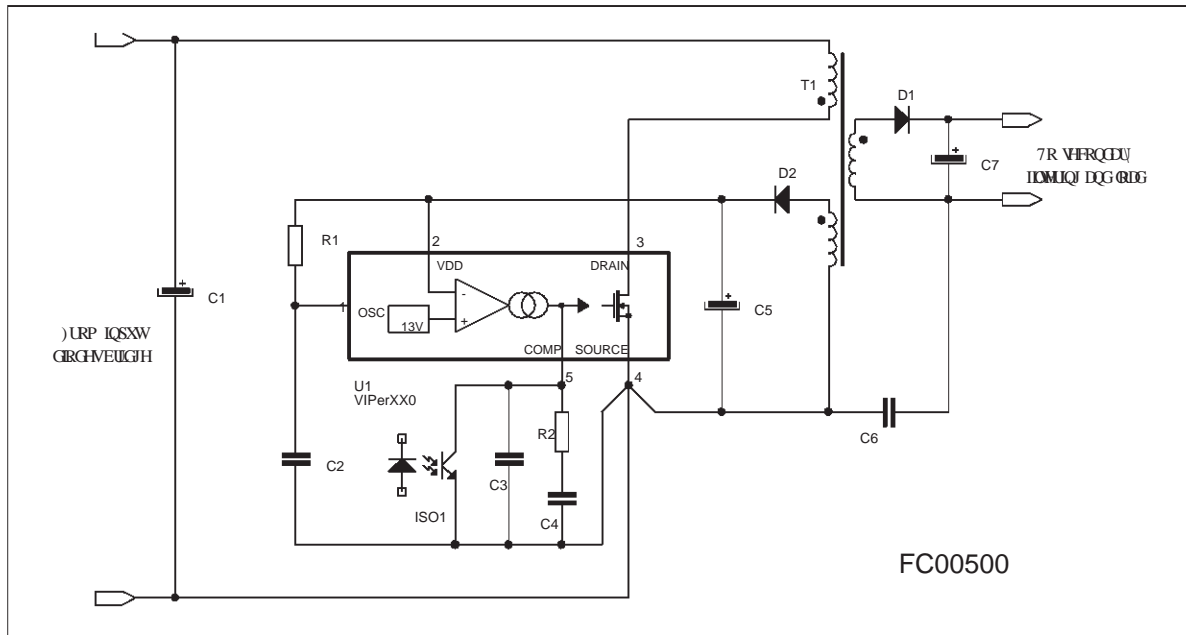 T1
D1
C7
7 R VHFRQGDU\
ILOWHULQJ DQG ORDG
D2
R1
2
3
VDD
DRAIN
1
OSC
13V
-
+
+
C1
) URP LQSXW
GLRGHVEULGJH
+
C5
+
COMP
SOURCE
5
4
U1
VIPerXX0
R2
C6
C2
C3
ISO1
C4
FC00500